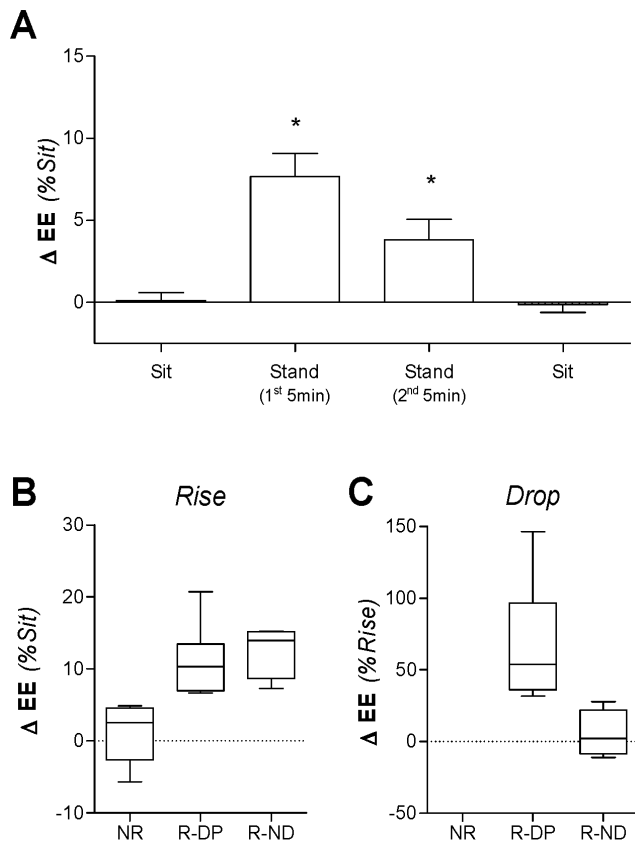 A
15
10
5
0
Δ EE (%Sit)
*
*
Sit
Stand
(1st 5min)
Stand
(2nd 5min)
Sit
B
Rise
30
20
10
0
-10
Δ EE (%Sit)
NR
R-DP
R-ND
C
Drop
150
100
50
0
-50
Δ EE (%Rise)
NR
R-DP
R-ND